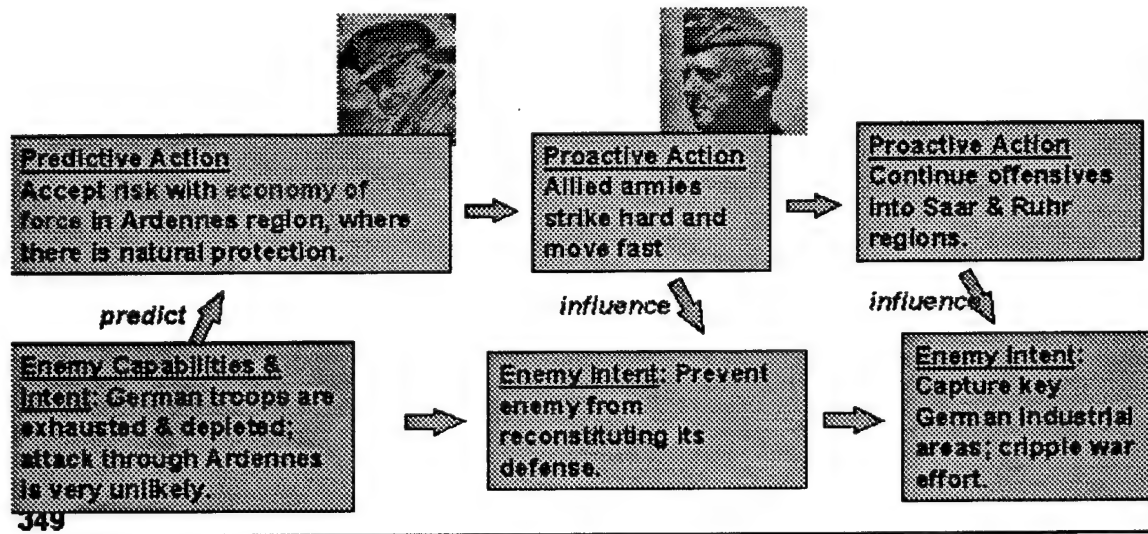 Predictive Action
Accept risk with economy of
force in Ardennes region, where
there is natural protection.
Proactive Action
Allied armies
strike hard and
move fast
Proactive Action
Continue offensives
into Saar & Ruhr
regions.
predict
influence
influence
Enemy Capabilities &
Intent: German troops are
exhausted & depleted;
attack through Ardennes
is very unlikely.
Enemy Intent: Prevent
enemy from
reconstituting its
defense.
Enemy Intent:
Capture key
German industrial
areas; cripple war
effort.
349